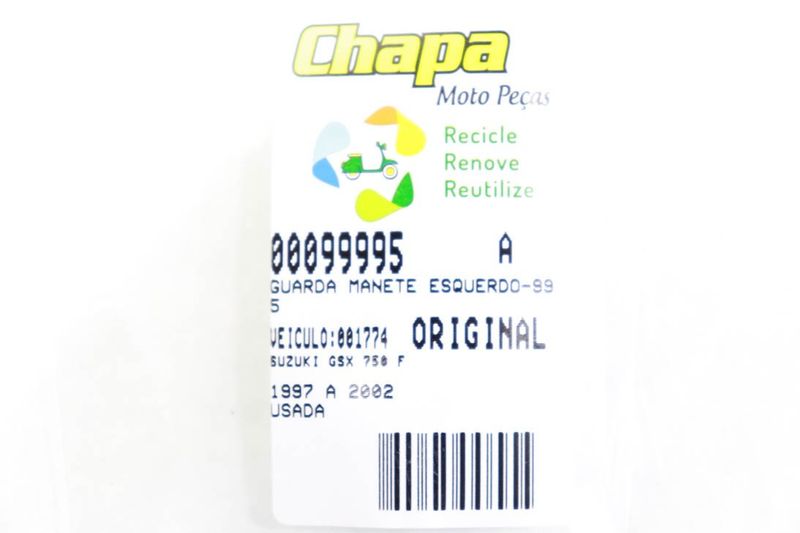 Chapa
Moto Peças
Recicle
Renove
Reutilize
00099995 A
GUARDA MANETE ESQUERDO-99
5
VEICULO:001774 ORIGINAL
SUZUKI GSX 750 F
1997 A 2002
USADA